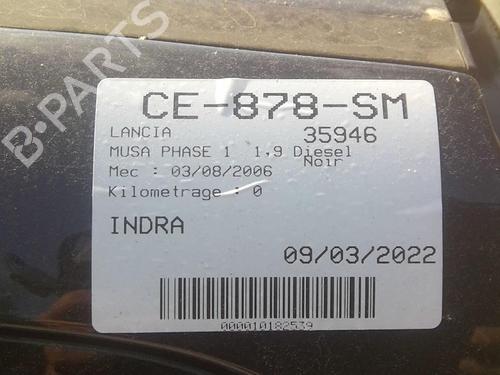 CE-878-SM
LANCIA 35946
MUSA PHASE 1 1,9 Diesel
Noir
Mec : 03/08/2006
Kilometrage : 0
INDRA
09/03/2022
000010182539
B-PARTS